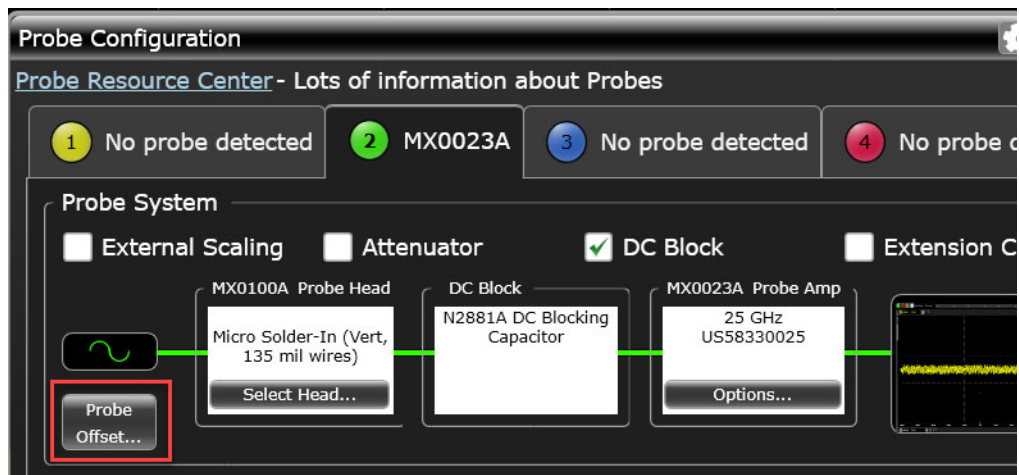 Probe Configuration
Probe Resource Center - Lots of information about Probes
1 No probe detected
2 MX0023A
3 No probe detected
4 No probe
Probe System
External Scaling
Attenuator
DC Block
Extension
MX0100A Probe Head
Micro Solder-In (Vert,
135 mil wires)
Select Head...
DC Block
N2881A DC Blocking
Capacitor
MX0023A Probe Amp
25 GHz
US58330025
Options...
Probe
Offset...